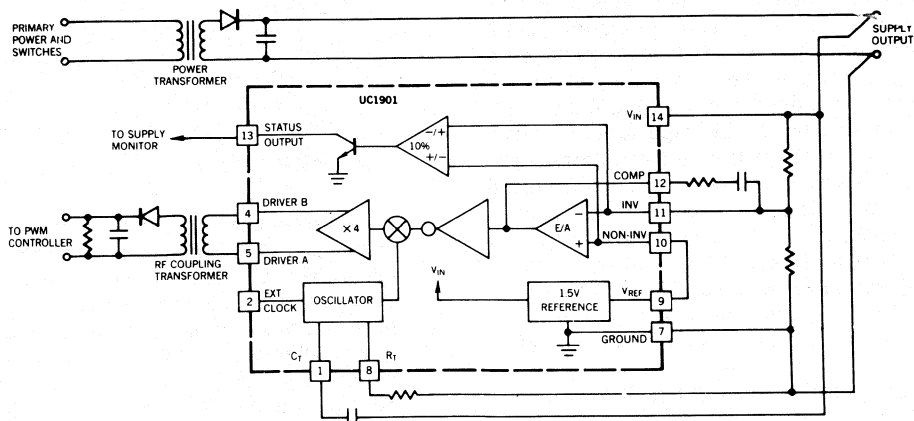 PRIMARY
POWER AND
SWITCHES
POWER
TRANSFORMER
SUPPLY
OUTPUT
UC1901
TO SUPPLY
MONITOR
13
STATUS
OUTPUT
−/+
10%
+/−
VIN
14
COMP
12
INV
11
NON-INV
10
4
DRIVER B
5
DRIVER A
× 4
E/A
−
+
TO PWM
CONTROLLER
RF COUPLING
TRANSFORMER
2
EXT
CLOCK
OSCILLATOR
VIN
1.5V
REFERENCE
VREF
9
7
GROUND
CT
1
8
RT